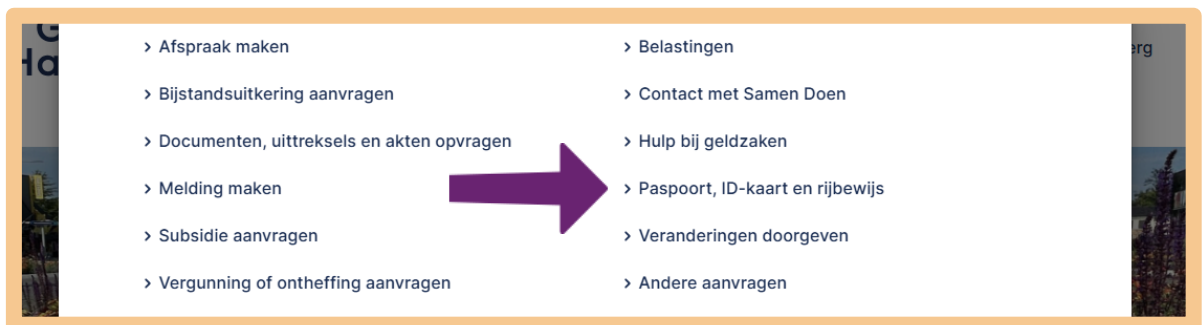 Afspraak maken
Bijstandsuitkering aanvragen
Documenten, uittreksels en akten opvragen
Melding maken
Subsidie aanvragen
Vergunning of ontheffing aanvragen
Belastingen
Contact met Samen Doen
Hulp bij geldzaken
Paspoort, ID-kaart en rijbewijs
Veranderingen doorgeven
Andere aanvragen